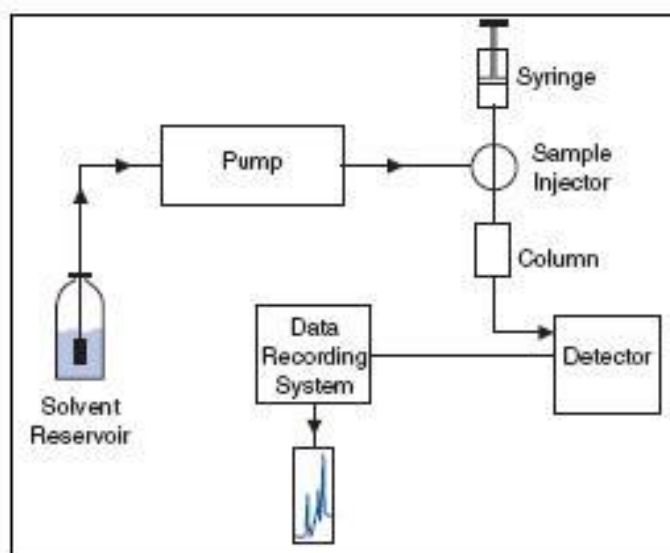 Syringe
Pump
Sample
Injector
Column
Data
Recording
System
Detector
Solvent
Reservoir